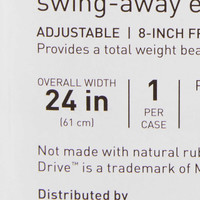 swing-away e
ADJUSTABLE | 8-INCH FR
Provides a total weight bea
OVERALL WIDTH
24 in
(61 cm)
1
PER
CASE
Not made with natural rub
Drive™ is a trademark of M
Distributed by